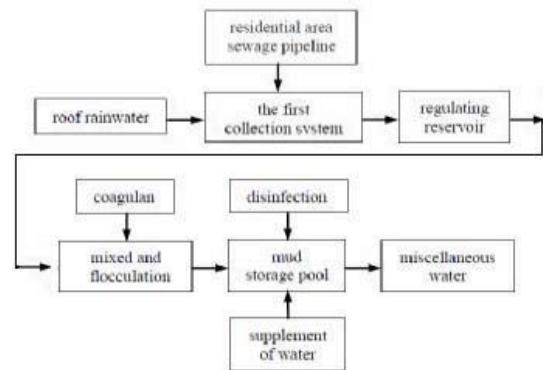 residential area
sewage pipeline
roof rainwater
the first
collection system
regulating
reservoir
coagulan
disinfection
mixed and
flocculation
mud
storage pool
miscellaneous
water
supplement
of water